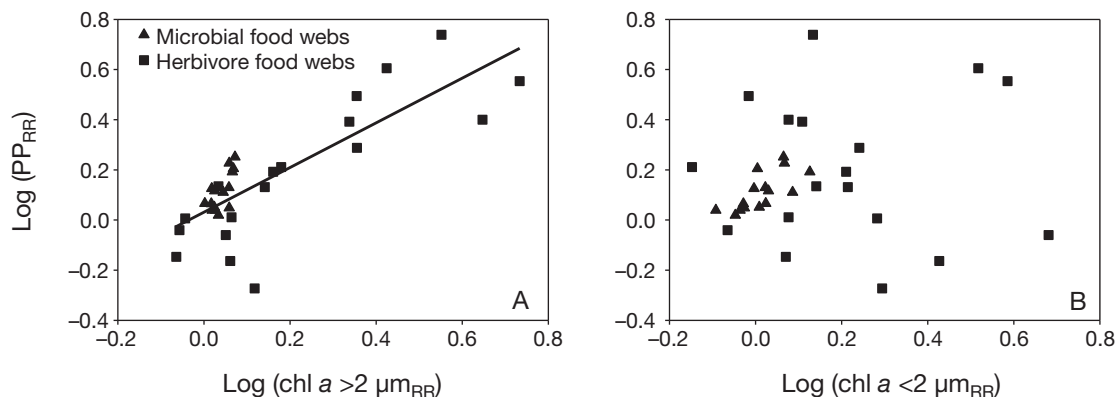 0.8
0.6
0.4
0.2
0.0
–0.2
–0.4
Log (PP_RR)
▲ Microbial food webs
■ Herbivore food webs
A
–0.2 0.0 0.2 0.4 0.6 0.8
Log (chl a >2 µm_RR)
0.8
0.6
0.4
0.2
0.0
–0.2
–0.4
B
–0.2 0.0 0.2 0.4 0.6 0.8
Log (chl a <2 µm_RR)